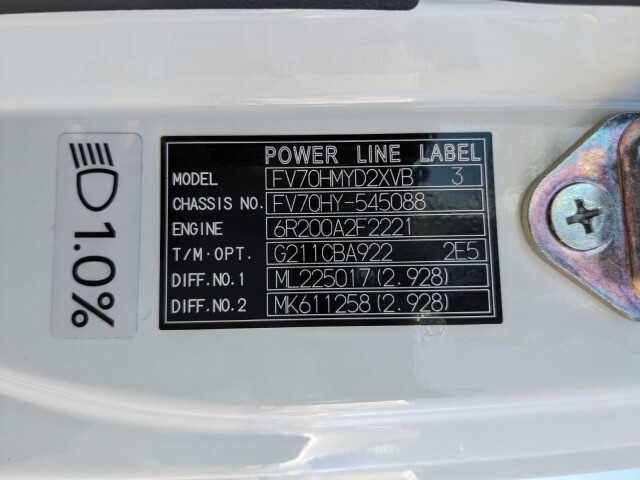 POWER LINE LABEL
MODEL FV70HMYD2XVB 3
CHASSIS NO. FV70HY-545088
ENGINE 6R200A2F2221
T/M·OPT. G211CBA922 2E5
DIFF.NO.1 ML225017(2.928)
DIFF.NO.2 MK611258(2.928)
1.0%